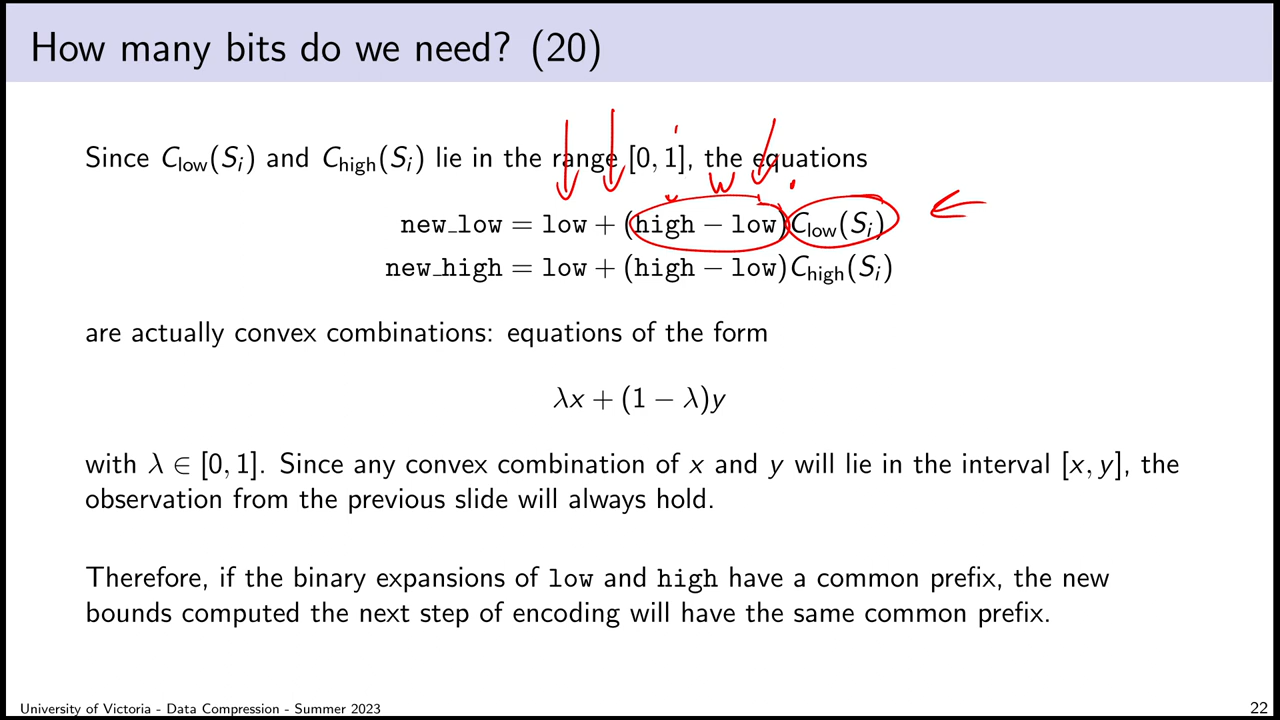 How many bits do we need? (20)
Since C_low(S_i) and C_high(S_i) lie in the range [0, 1], the equations
w
new_low = low + (high − low)C_low(S_i)
new_high = low + (high − low)C_high(S_i)
are actually convex combinations: equations of the form
λx + (1 − λ)y
with λ ∈ [0, 1]. Since any convex combination of x and y will lie in the interval [x, y], the
observation from the previous slide will always hold.
Therefore, if the binary expansions of low and high have a common prefix, the new
bounds computed the next step of encoding will have the same common prefix.
University of Victoria - Data Compression - Summer 2023
22